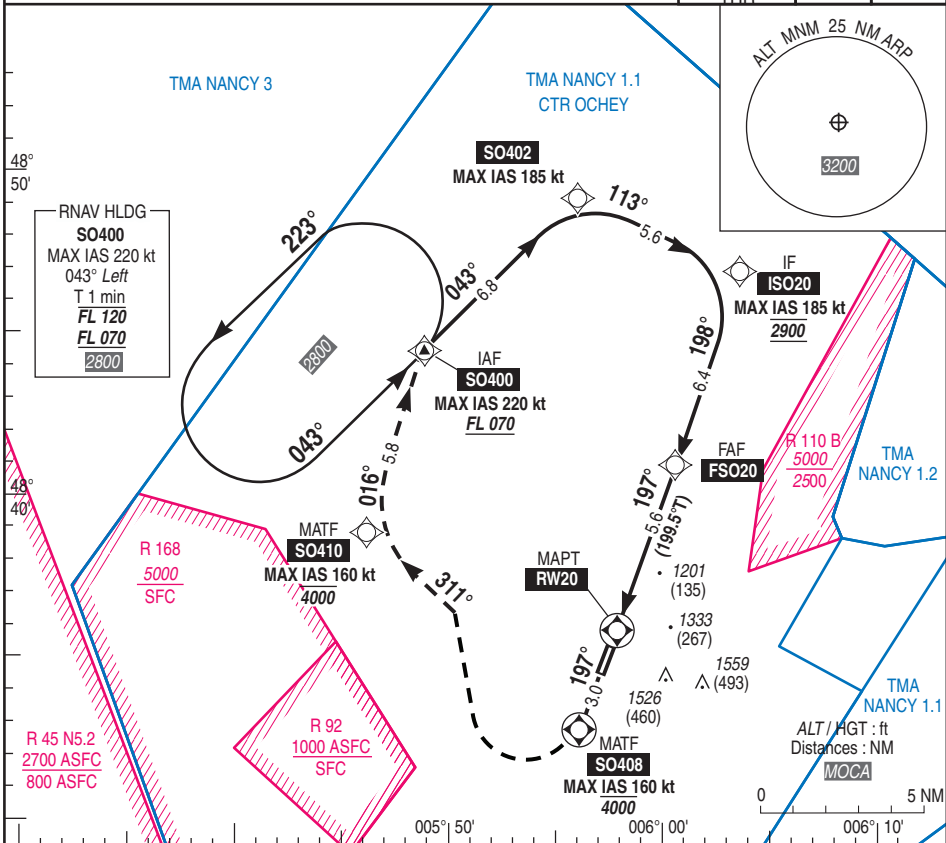 TMA NANCY 3
TMA NANCY 1.1
CTR OCHEY
ALT MNM 25 NM ARP
3200
48°
50'
RNAV HLDG
SO400
MAX IAS 220 kt
043° Left
T 1 min
FL 120
FL 070
2800
SO402
MAX IAS 185 kt
113°
5.6
223°
043°
6.8
IF
ISO20
MAX IAS 185 kt
2900
2800
198°
6.4
IAF
SO400
MAX IAS 220 kt
FL 070
043°
5.8
016°
FAF
FSO20
R 110 B
5000
2500
TMA
NANCY 1.2
48°
40'
197°
5.6
(199.5°T)
MATF
SO410
MAX IAS 160 kt
4000
R 168
5000
SFC
311°
MAPT
RW20
1201
(135)
1333
(267)
1559
(493)
1526
(460)
197°
3.0
MATF
SO408
MAX IAS 160 kt
4000
R 45 N5.2
2700 ASFC
800 ASFC
R 92
1000 ASFC
SFC
TMA
NANCY 1.1
ALT / HGT : ft
Distances : NM
MOCA
0 5 NM
005° 50' 006° 00' 006° 10'